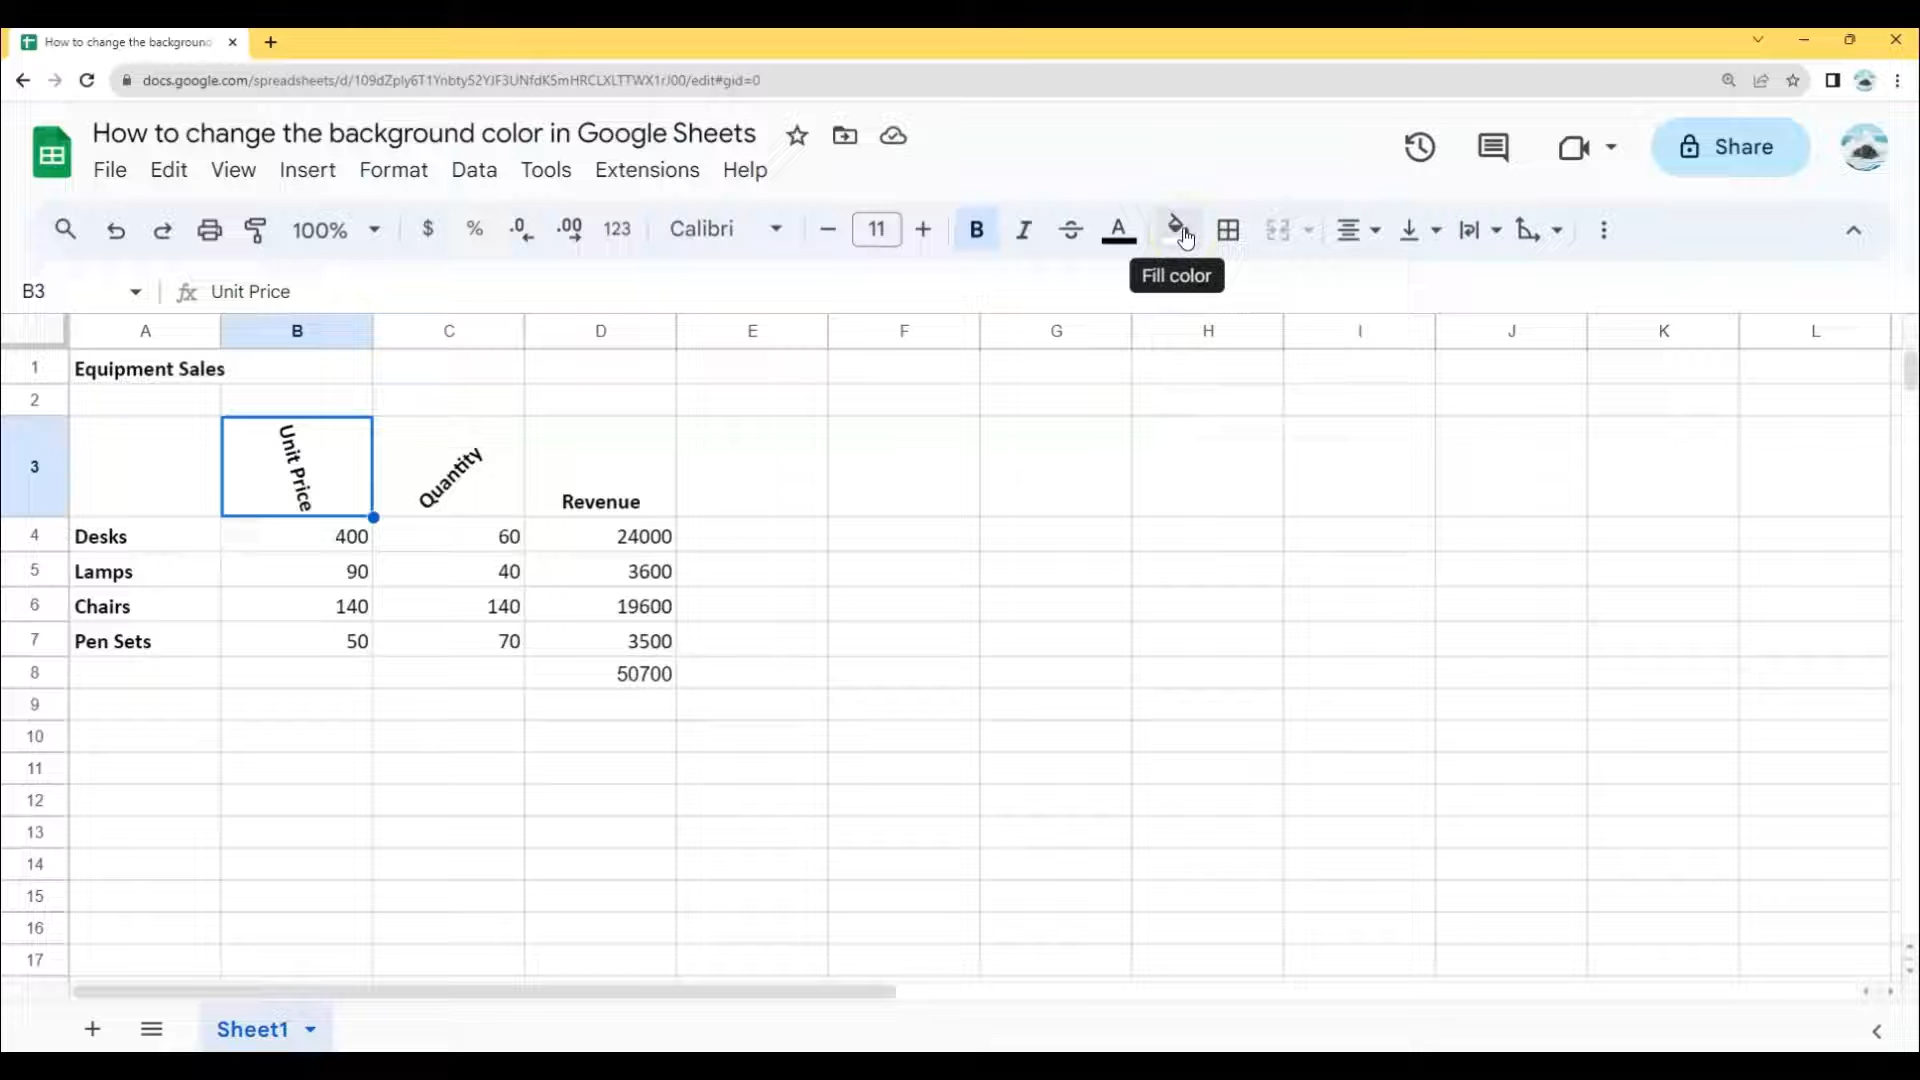 How to change the backgrounc
docs.google.com/spreadsheets/d/109dZply6T1Ynbty52YJF3UNfdK5mHRCLXLTTWX1rJ00/edit#gid=0
How to change the background color in Google Sheets
File Edit View Insert Format Data Tools Extensions Help
Share
100% $ % .0 .00 123 Calibri 11 B I S A
Fill color
B3 fx Unit Price
A B C D E F G H I J K L
1 Equipment Sales
2
3 Unit Price Quantity Revenue
4 Desks 400 60 24000
5 Lamps 90 40 3600
6 Chairs 140 140 19600
7 Pen Sets 50 70 3500
8 50700
9
10
11
12
13
14
15
16
17
Sheet1